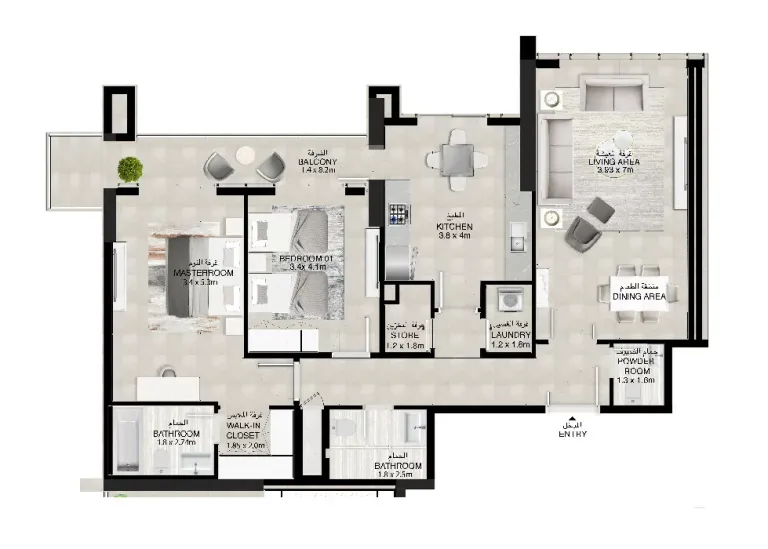 الشرفة
BALCONY
1.4 x 8.2m
غرفة المعيشة
LIVING AREA
3.93 x 7m
المطبخ
KITCHEN
3.8 x 4m
غرفة النوم
MASTERROOM
3.4 x 5.3m
BEDROOM 01
3.4x 4.1m
منطقة الطعام
DINING AREA
غرفة التخزين
STORE
1.2 x 1.8m
غرفة الغسيل
LAUNDRY
1.2 x 1.8m
حمام الضيوف
POWDER
ROOM
1.3 x 1.8m
الحمام
BATHROOM
1.8 x 2.74m
غرفة الملابس
WALK-IN
CLOSET
1.85 x 2.0m
المدخل
ENTRY
الحمام
BATHROOM
1.8 x 2.5m